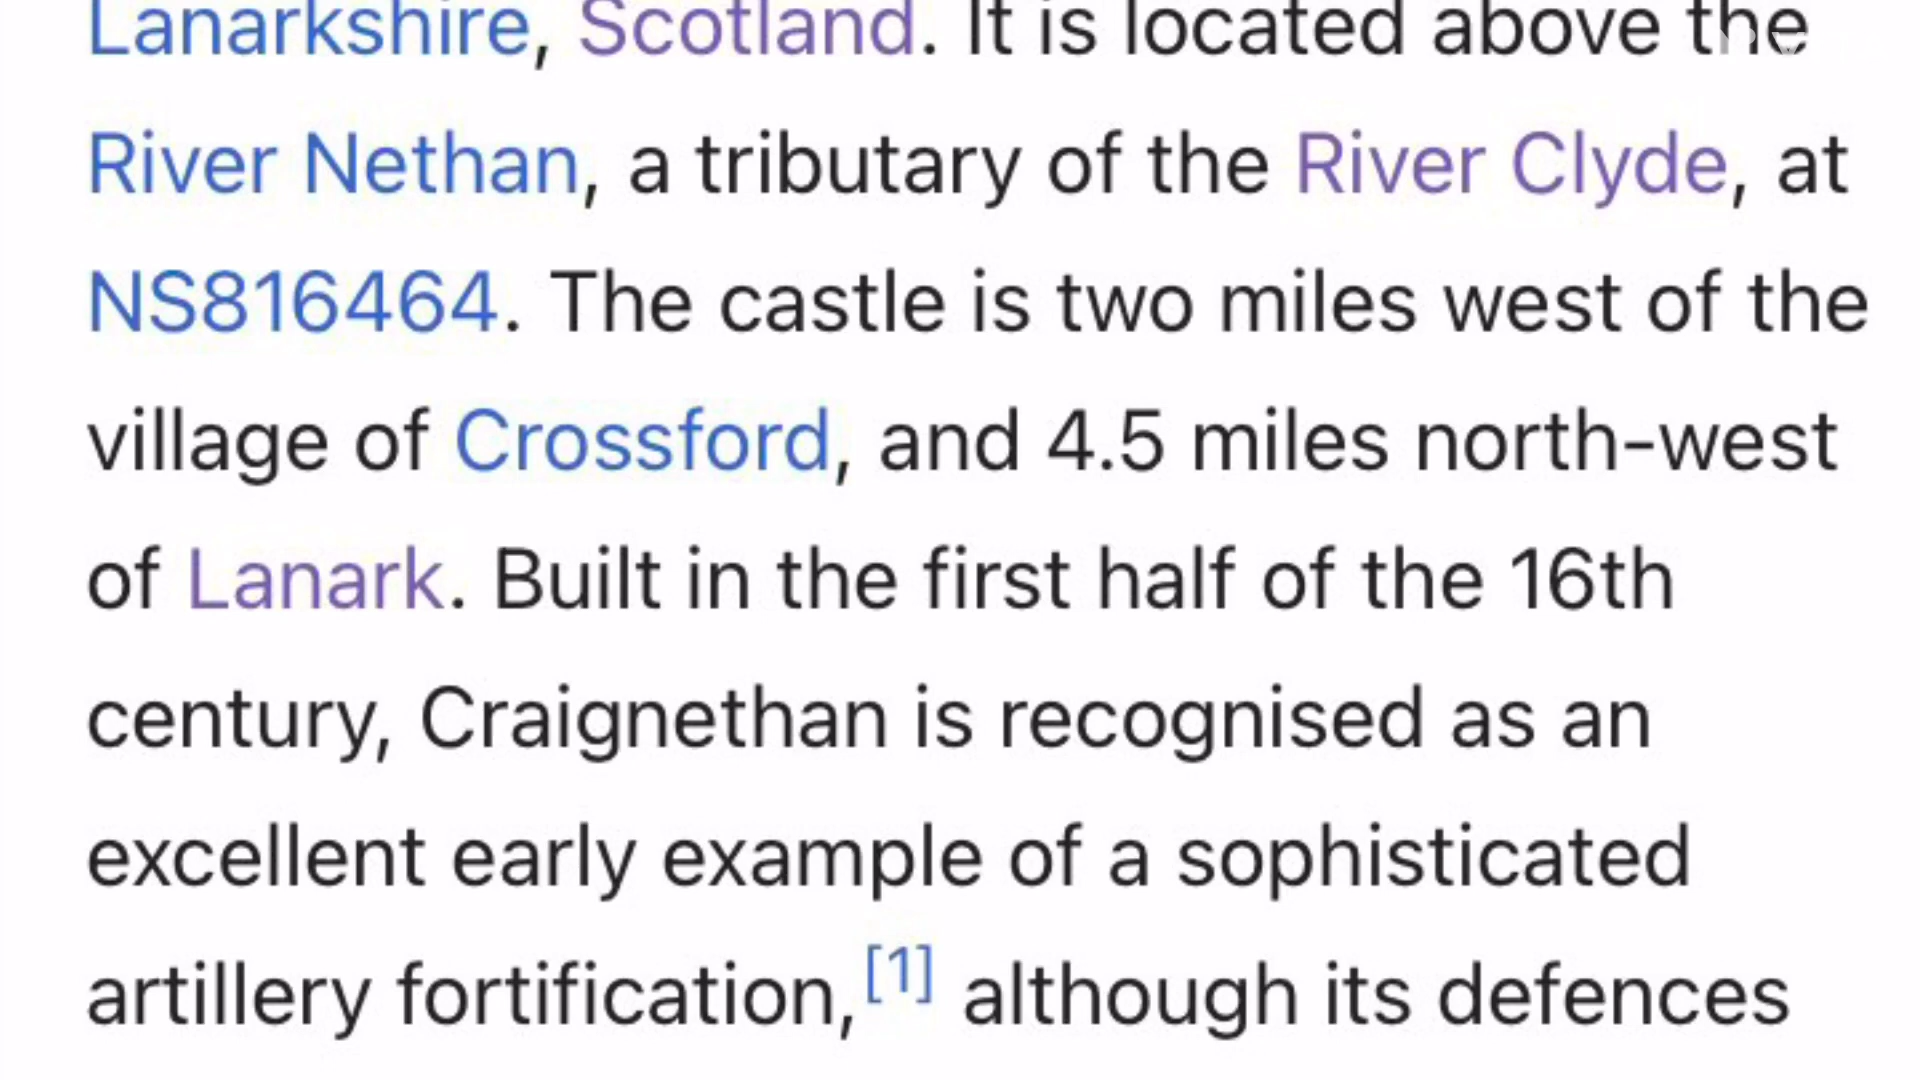 Lanarkshire, Scotland. It is located above the
River Nethan, a tributary of the River Clyde, at
NS816464. The castle is two miles west of the
village of Crossford, and 4.5 miles north-west
of Lanark. Built in the first half of the 16th
century, Craignethan is recognised as an
excellent early example of a sophisticated
artillery fortification,[1] although its defences